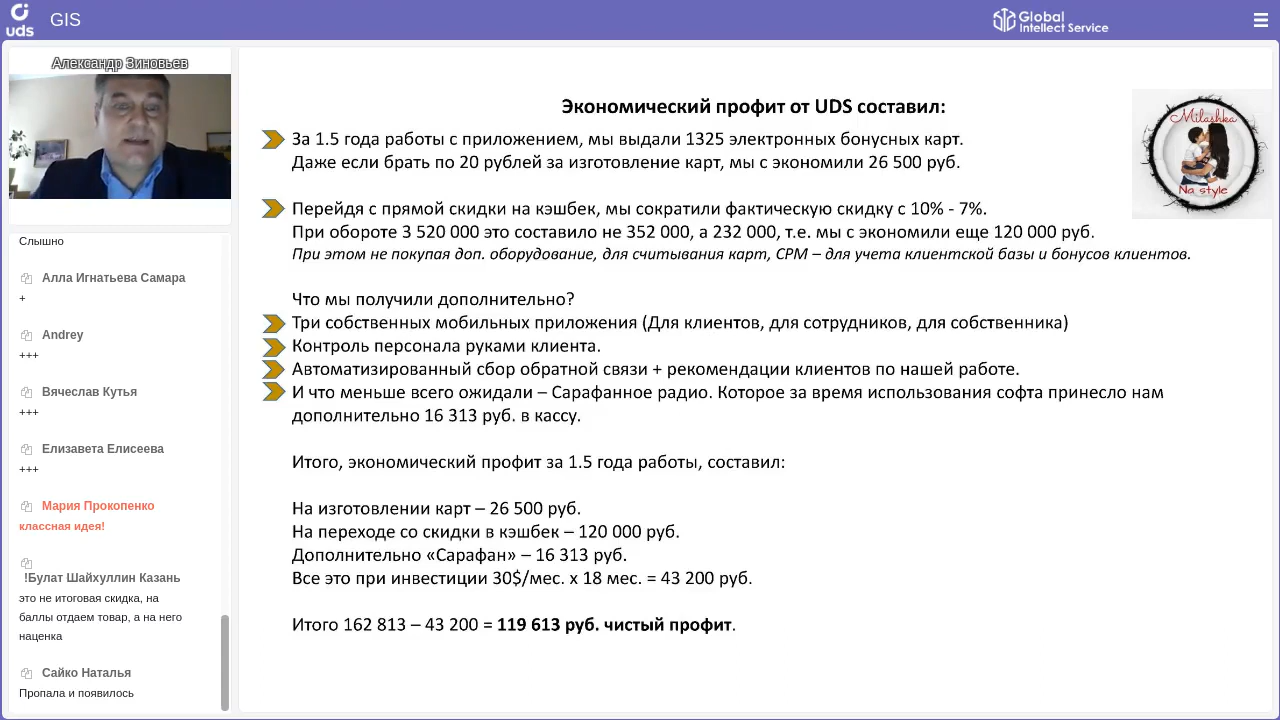 uds
GIS
Global
Intellect Service
Александр Зиновьев
Слышно
Алла Игнатьева Самара
+
Andrey
+++
Вячеслав Кутья
+++
Елизавета Елисеева
+++
Мария Прокопенко
классная идея!
!Булат Шайхуллин Казань
это не итоговая скидка, на
баллы отдаем товар, а на него
наценка
Сайко Наталья
Пропала и появилось
Экономический профит от UDS составил:
За 1.5 года работы с приложением, мы выдали 1325 электронных бонусных карт.
Даже если брать по 20 рублей за изготовление карт, мы с экономили 26 500 руб.
Перейдя с прямой скидки на кэшбек, мы сократили фактическую скидку с 10% - 7%.
При обороте 3 520 000 это составило не 352 000, а 232 000, т.е. мы с экономили еще 120 000 руб.
При этом не покупая доп. оборудование, для считывания карт, СРМ – для учета клиентской базы и бонусов клиентов.
Что мы получили дополнительно?
Три собственных мобильных приложения (Для клиентов, для сотрудников, для собственника)
Контроль персонала руками клиента.
Автоматизированный сбор обратной связи + рекомендации клиентов по нашей работе.
И что меньше всего ожидали – Сарафанное радио. Которое за время использования софта принесло нам
дополнительно 16 313 руб. в кассу.
Итого, экономический профит за 1.5 года работы, составил:
На изготовлении карт – 26 500 руб.
На переходе со скидки в кэшбек – 120 000 руб.
Дополнительно «Сарафан» – 16 313 руб.
Все это при инвестиции 30$/мес. х 18 мес. = 43 200 руб.
Итого 162 813 – 43 200 = 119 613 руб. чистый профит.
Milashka
Na style